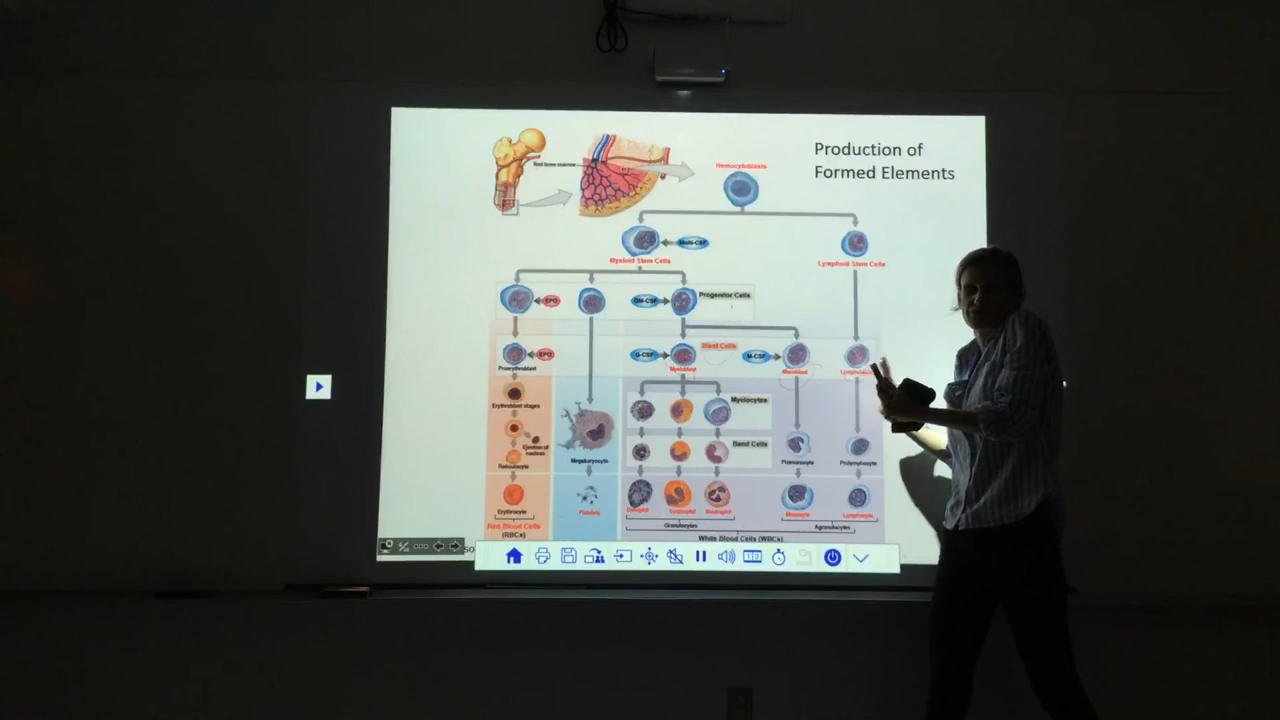 Production of
Formed Elements
Red bone marrow
Hemocytoblasts
Multi-CSF
Myeloid Stem Cells
Lymphoid Stem Cells
EPO
GM-CSF
Progenitor Cells
EPO
G-CSF
Blast Cells
M-CSF
Proerythroblast
Myeloblast
Monoblast
Lymphoblast
Erythroblast stages
Myelocytes
Ejection of
nucleus
Band Cells
Reticulocyte
Megakaryocyte
Promonocyte
Prolymphocyte
Erythrocyte
Platelets
Basophil
Eosinophil
Neutrophil
Monocyte
Lymphocyte
Red Blood Cells
(RBCs)
Granulocytes
Agranulocytes
White Blood Cells (WBCs)
so